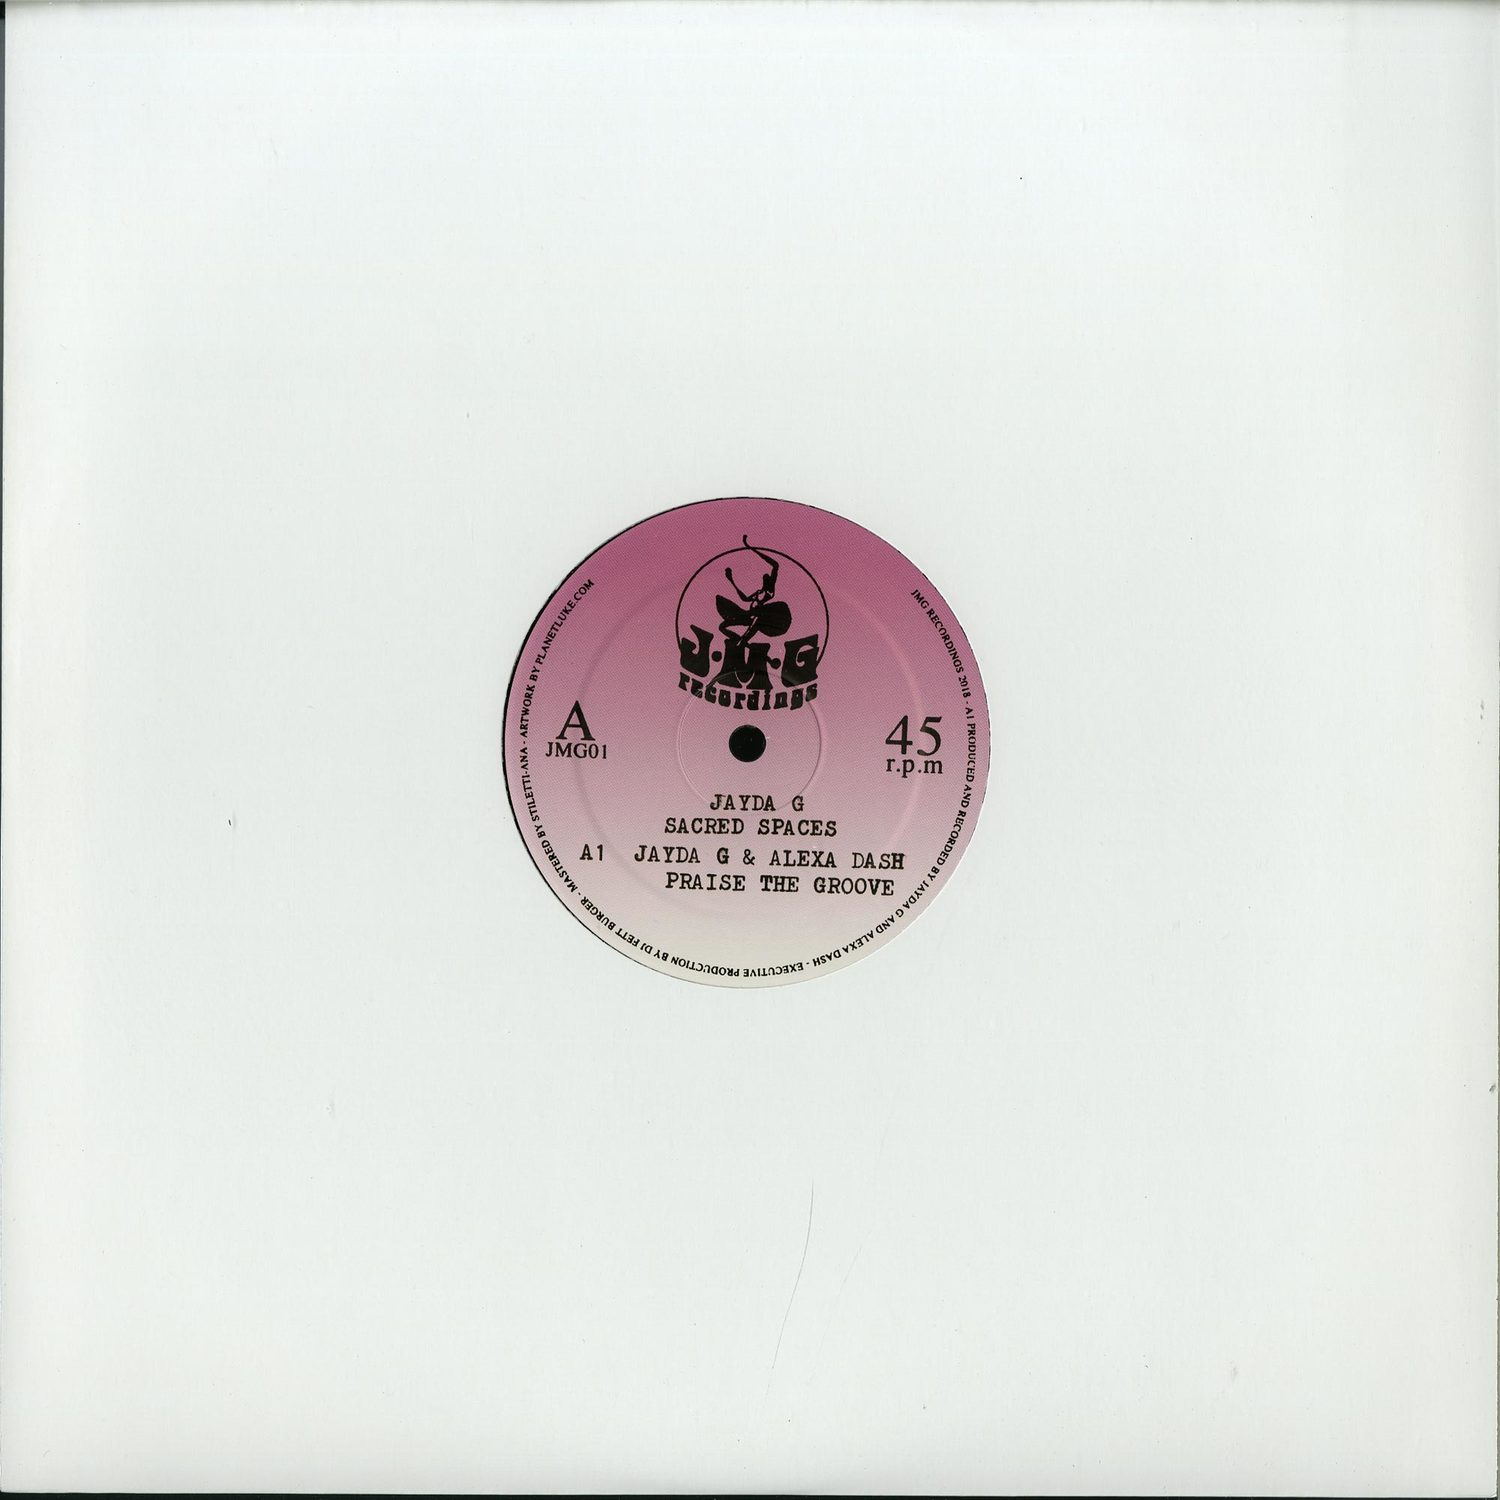 J·M·G
recordings
A
JMG01
45
r.p.m
JAYDA G
SACRED SPACES
A1 JAYDA G & ALEXA DASH
PRAISE THE GROOVE
JMG RECORDINGS 2018 - A1 PRODUCED AND RECORDED BY JAYDA G AND ALEXA DASH - EXECUTIVE PRODUCTION BY DJ FETT BURGER - MASTERED BY STILETTI-ANA - ARTWORK BY PLANETLUKE.COM